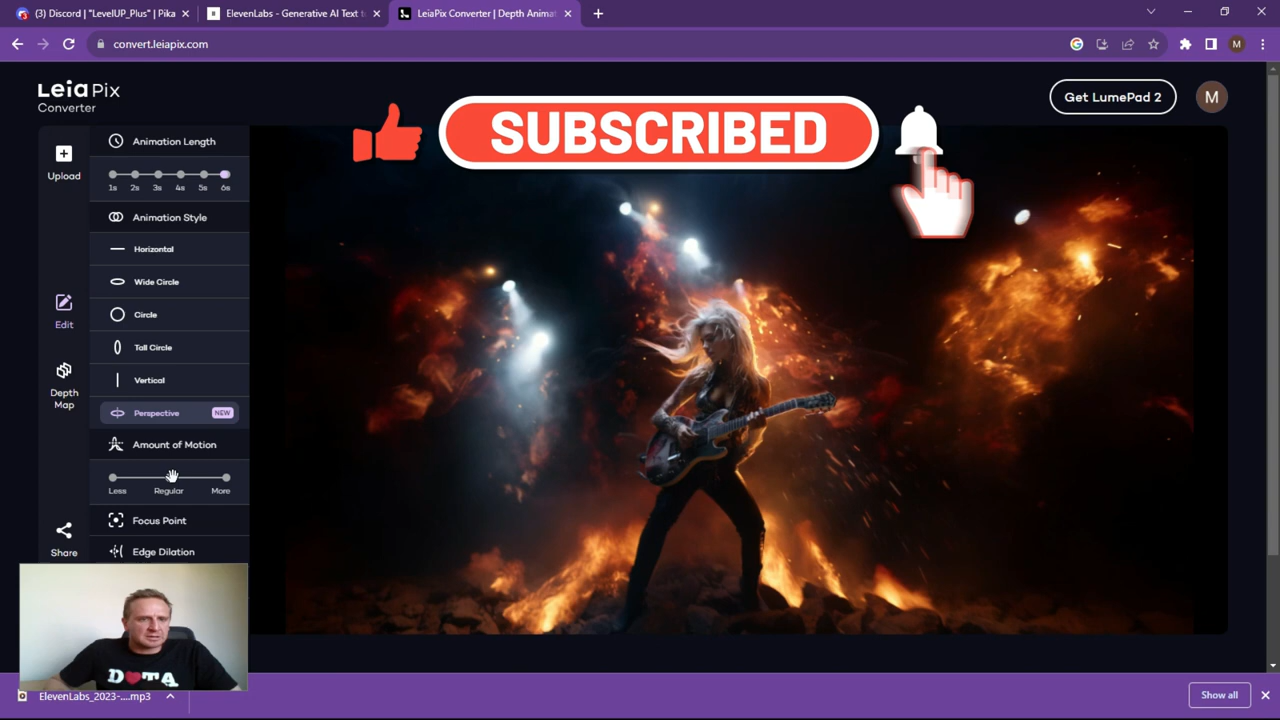 (3) Discord | "LevelUP_Plus" | Pika
ElevenLabs - Generative AI Text t
LeiaPix Converter | Depth Animat
convert.leiapix.com
M
Leia Pix
Converter
SUBSCRIBED
Get LumePad 2
M
Upload
Edit
Depth
Map
Share
Animation Length
1s 2s 3s 4s 5s 6s
Animation Style
Horizontal
Wide Circle
Circle
Tall Circle
Vertical
Perspective NEW
Amount of Motion
Less Regular More
Focus Point
Edge Dilation
D TA
ElevenLabs_2023-....mp3
Show all